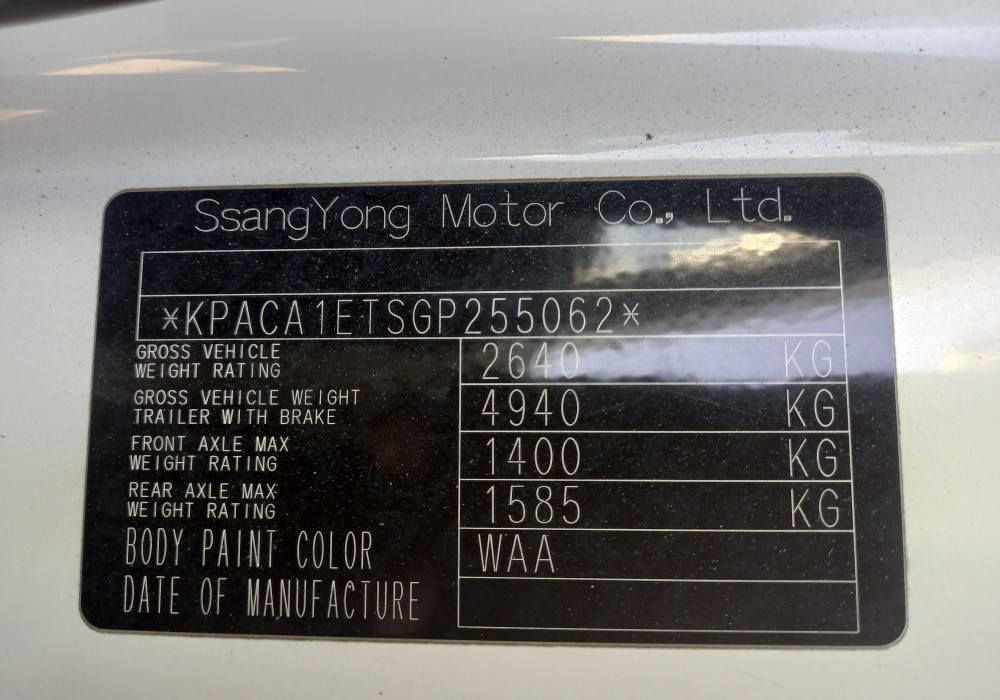 SsangYong Motor Co., Ltd.
*KPACA1ETSGP255062*
GROSS VEHICLE
WEIGHT RATING
2640 KG
GROSS VEHICLE WEIGHT
TRAILER WITH BRAKE
4940 KG
FRONT AXLE MAX
WEIGHT RATING
1400 KG
REAR AXLE MAX
WEIGHT RATING
1585 KG
BODY PAINT COLOR WAA
DATE OF MANUFACTURE